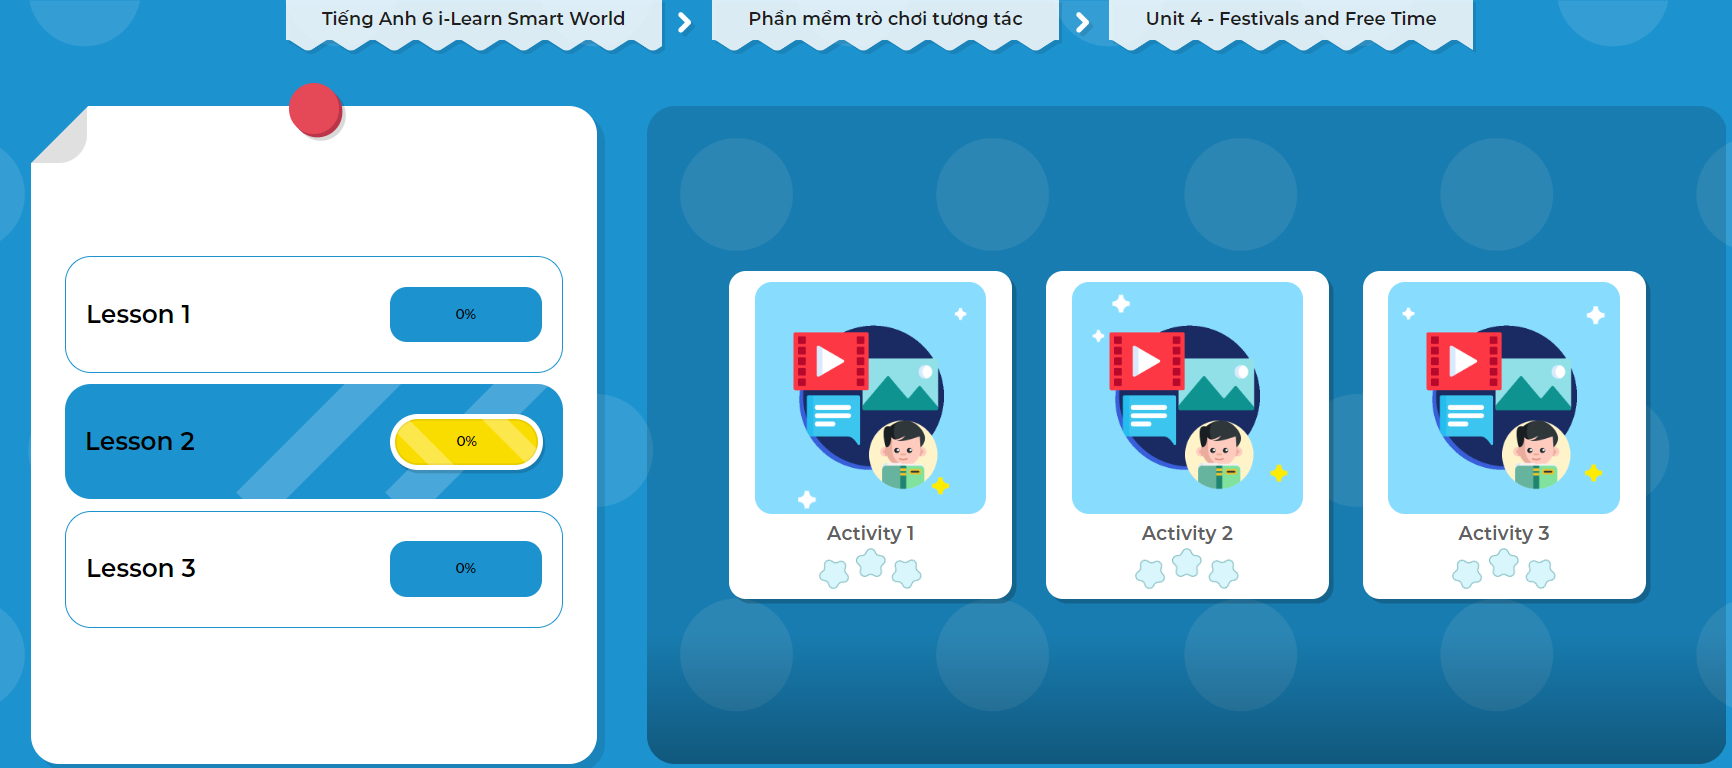 Tiếng Anh 6 i-Learn Smart World
Phần mềm trò chơi tương tác
Unit 4 - Festivals and Free Time
Lesson 1
0%
Lesson 2
0%
Lesson 3
0%
Activity 1
Activity 2
Activity 3